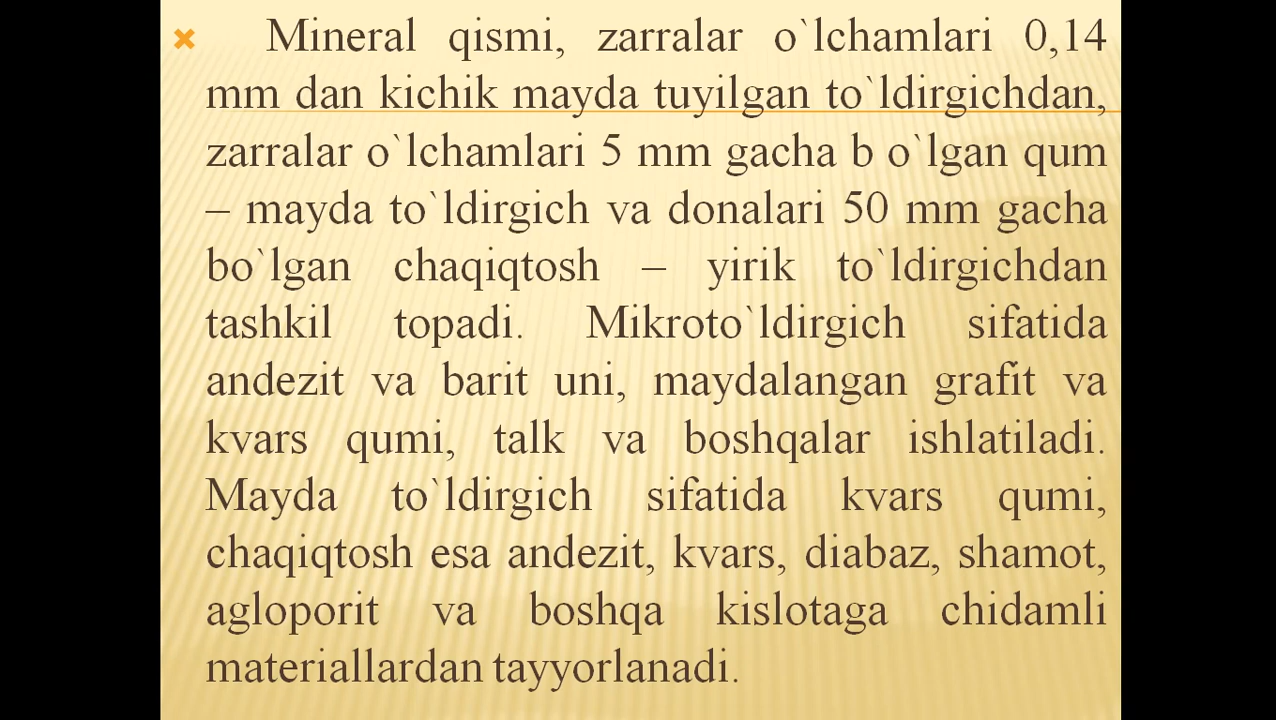 Mineral qismi, zarralar o`lchamlari 0,14
mm dan kichik mayda tuyilgan to`ldirgichdan,
zarralar o`lchamlari 5 mm gacha b o`lgan qum
– mayda to`ldirgich va donalari 50 mm gacha
bo`lgan chaqiqtosh – yirik to`ldirgichdan
tashkil topadi. Mikroto`ldirgich sifatida
andezit va barit uni, maydalangan grafit va
kvars qumi, talk va boshqalar ishlatiladi.
Mayda to`ldirgich sifatida kvars qumi,
chaqiqtosh esa andezit, kvars, diabaz, shamot,
agloporit va boshqa kislotaga chidamli
materiallardan tayyorlanadi.